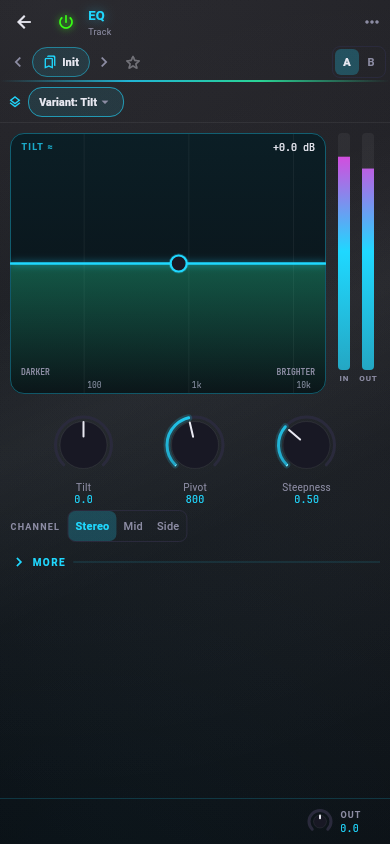 EQ
Track
Init
A
B
Variant: Tilt
TILT ≈
+0.0 dB
DARKER
BRIGHTER
100
1k
10k
IN
OUT
Tilt
0.0
Pivot
800
Steepness
0.50
CHANNEL
Stereo
Mid
Side
MORE
OUT
0.0